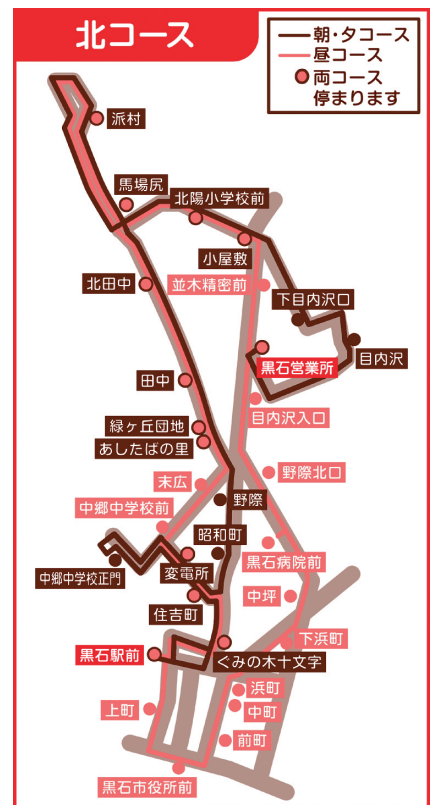 北コース
朝・夕コース
昼コース
両コース
停まります
派村
馬場尻
北陽小学校前
小屋敷
北田中
並木精密前
下目内沢口
目内沢
黒石営業所
田中
目内沢入口
緑ヶ丘団地
あしたばの里
末広
野際北口
野際
中郷中学校前
昭和町
黒石病院前
中郷中学校正門
変電所
中坪
住吉町
下浜町
黒石駅前
ぐみの木十文字
浜町
上町
中町
前町
黒石市役所前